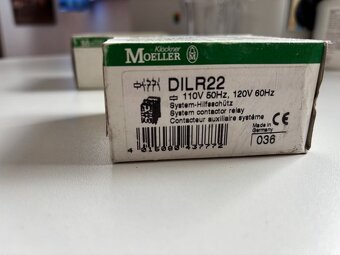 Klöckner
MOELLER
DILR22
110V 50Hz, 120V 60Hz
System-Hilfsschütz
System contactor relay
Contacteur auxiliaire système
Made in
Germany
CE
036